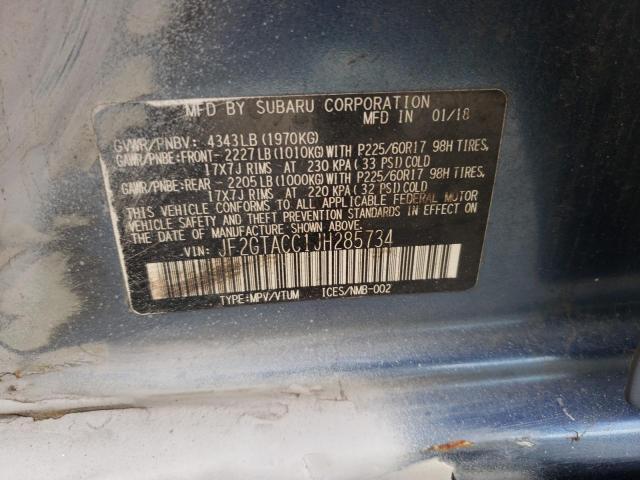 MFD BY SUBARU CORPORATION
MFD IN 01/18
GVWR/PNBV: 4343LB(1970KG)
GAWR/PNBE:FRONT-2227LB(1010KG)WITH P225/60R17 98H TIRES,
17X7J RIMS AT 230 KPA(33 PSI)COLD
GAWR/PNBE:REAR -2205LB(1000KG)WITH P225/60R17 98H TIRES,
17X7J RIMS AT 220 KPA(32 PSI)COLD
THIS VEHICLE CONFORMS TO ALL APPLICABLE FEDERAL MOTOR
VEHICLE SAFETY AND THEFT PREVENTION STANDARDS IN EFFECT
ON THE DATE OF MANUFACTURE SHOWN ABOVE.
VIN: JF2GTACC1JH285734
TYPE:MPV/VTUM ICES/NMB-002